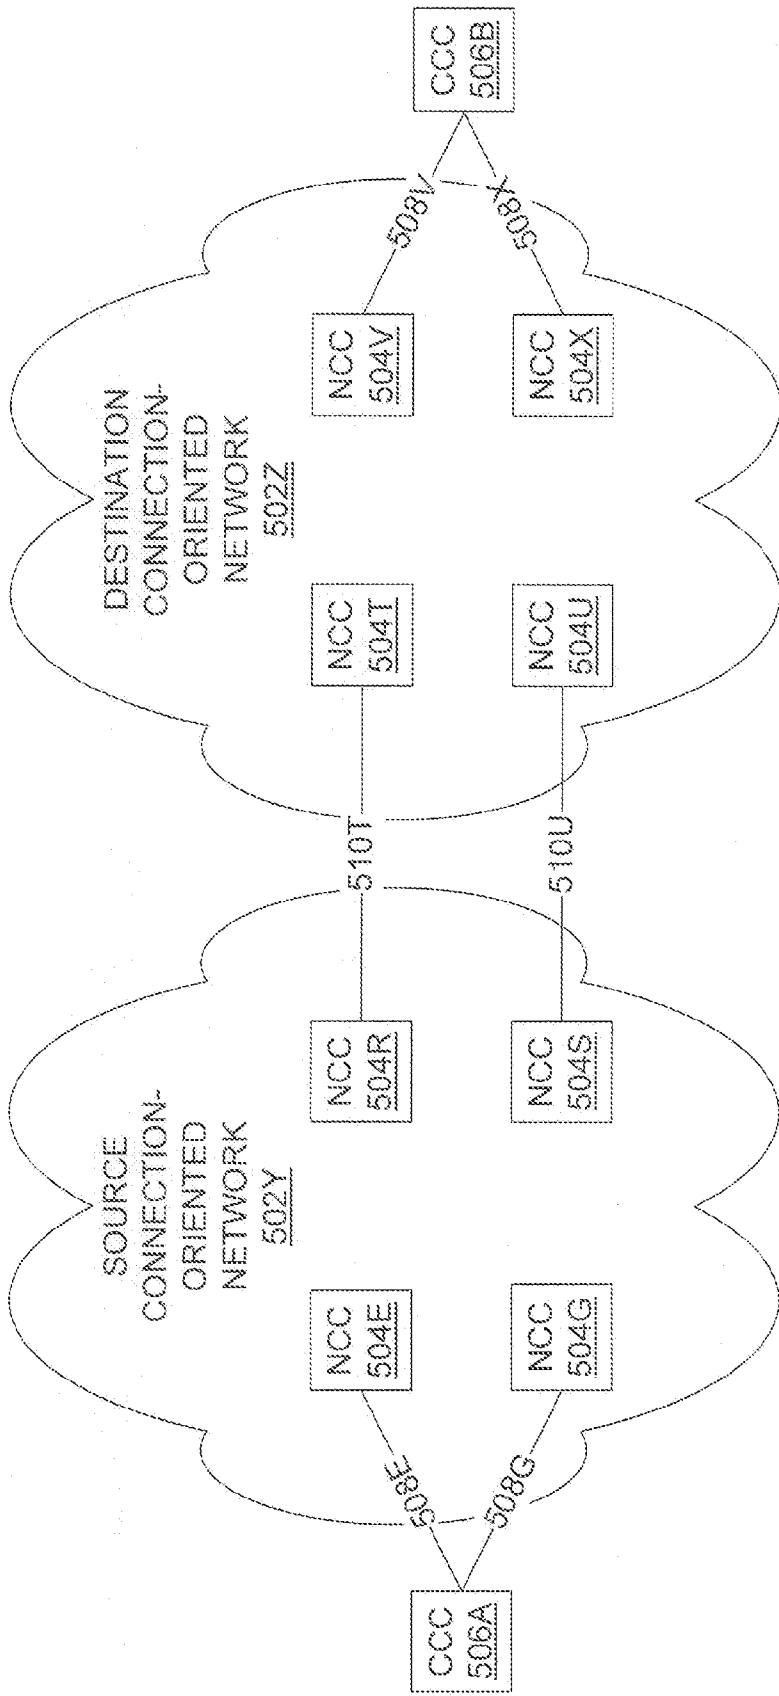 SOURCE
CONNECTION-
ORIENTED
NETWORK
502Y
DESTINATION
CONNECTION-
ORIENTED
NETWORK
502Z
CCC
506A
508E
508G
NCC
504E
NCC
504G
NCC
504R
NCC
504S
510T
510U
NCC
504T
NCC
504U
NCC
504V
NCC
504X
508V
508X
CCC
506B